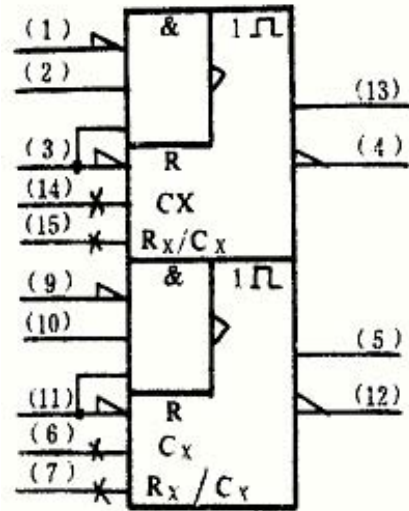 (1) & 1
(2)
(13)
(3) R (4)
(14) CX
(15) Rx/Cx
(9) & 1
(10)
(5)
(11) R (12)
(6) Cx
(7) Rx/Cx